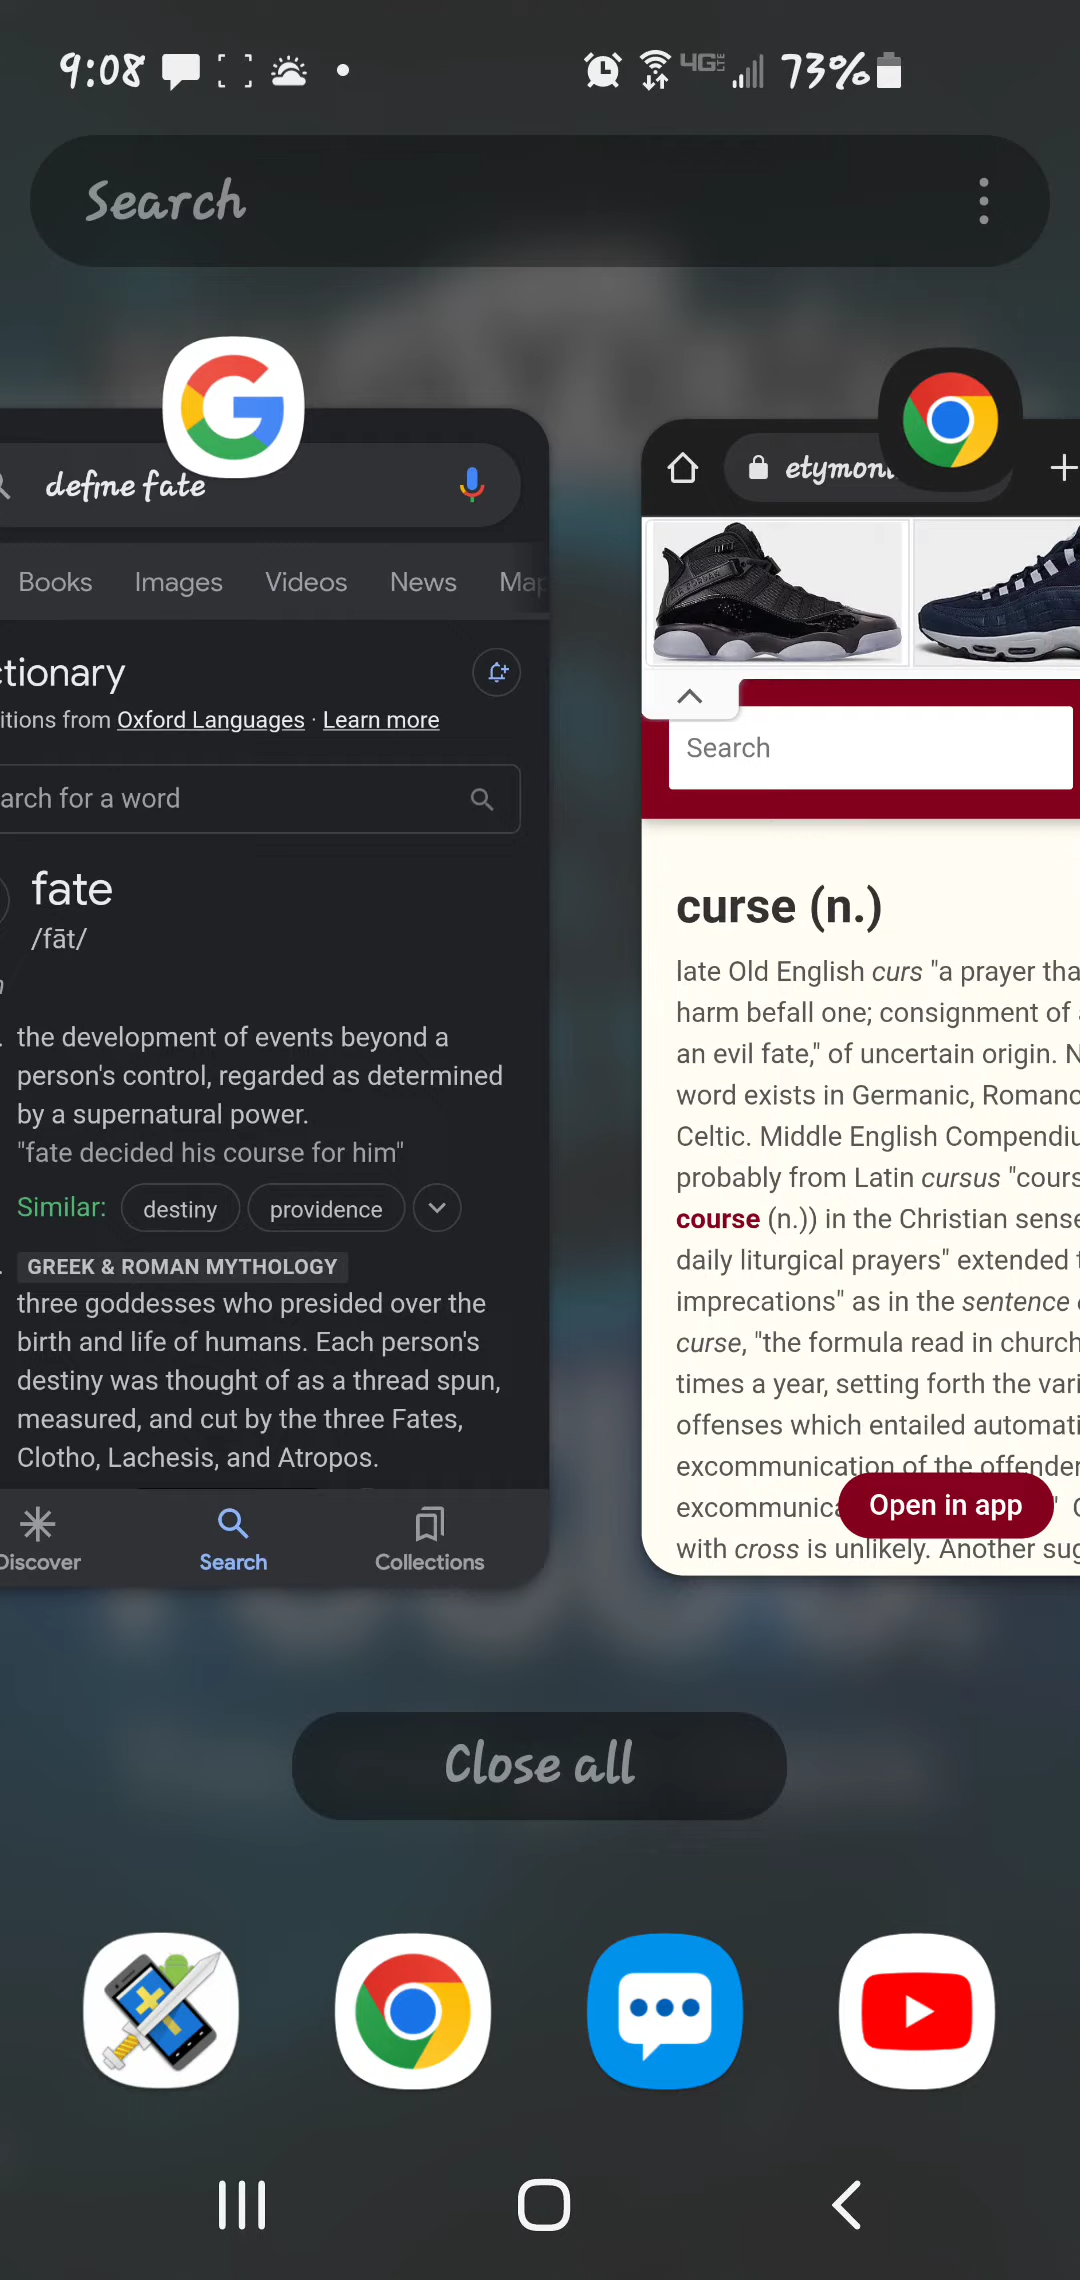 9:08
4G LTE
73%
Search
define fate
Books Images Videos News Map
ctionary
itions from Oxford Languages · Learn more
arch for a word
fate
/fāt/
the development of events beyond a
person's control, regarded as determined
by a supernatural power.
"fate decided his course for him"
Similar: destiny providence
GREEK & ROMAN MYTHOLOGY
three goddesses who presided over the
birth and life of humans. Each person's
destiny was thought of as a thread spun,
measured, and cut by the three Fates,
Clotho, Lachesis, and Atropos.
Discover Search Collections
etymonl
Search
curse (n.)
late Old English curs "a prayer tha
harm befall one; consignment of
an evil fate," of uncertain origin. N
word exists in Germanic, Romanc
Celtic. Middle English Compendiu
probably from Latin cursus "cours
course (n.)) in the Christian sense
daily liturgical prayers" extended t
imprecations" as in the sentence
curse, "the formula read in church
times a year, setting forth the vari
offenses which entailed automati
excommunication of the offender
excommunica
Open in app
with cross is unlikely. Another sug
Close all